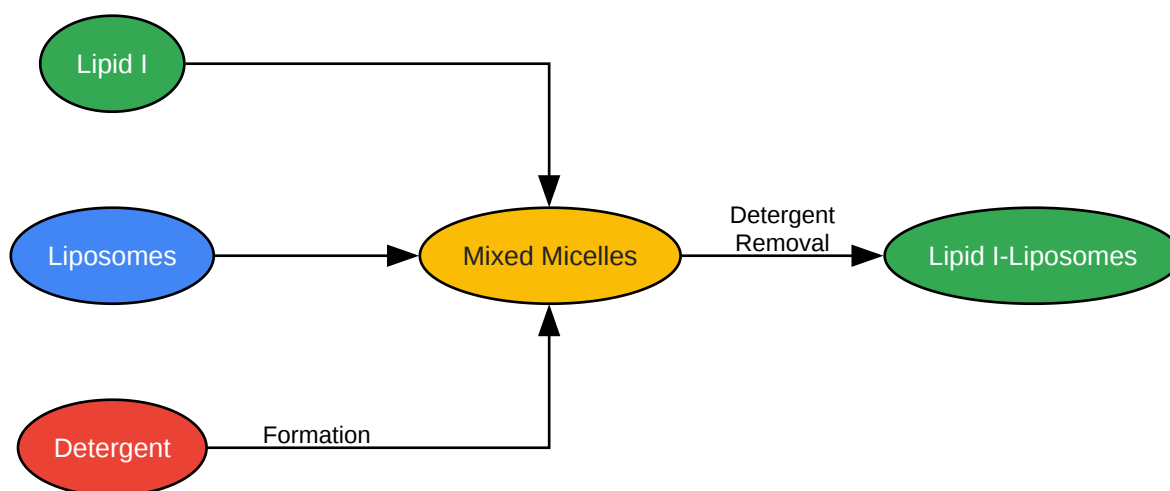 Lipid I
Liposomes
Mixed Micelles
Detergent
Removal
Lipid I-Liposomes
Detergent
Formation